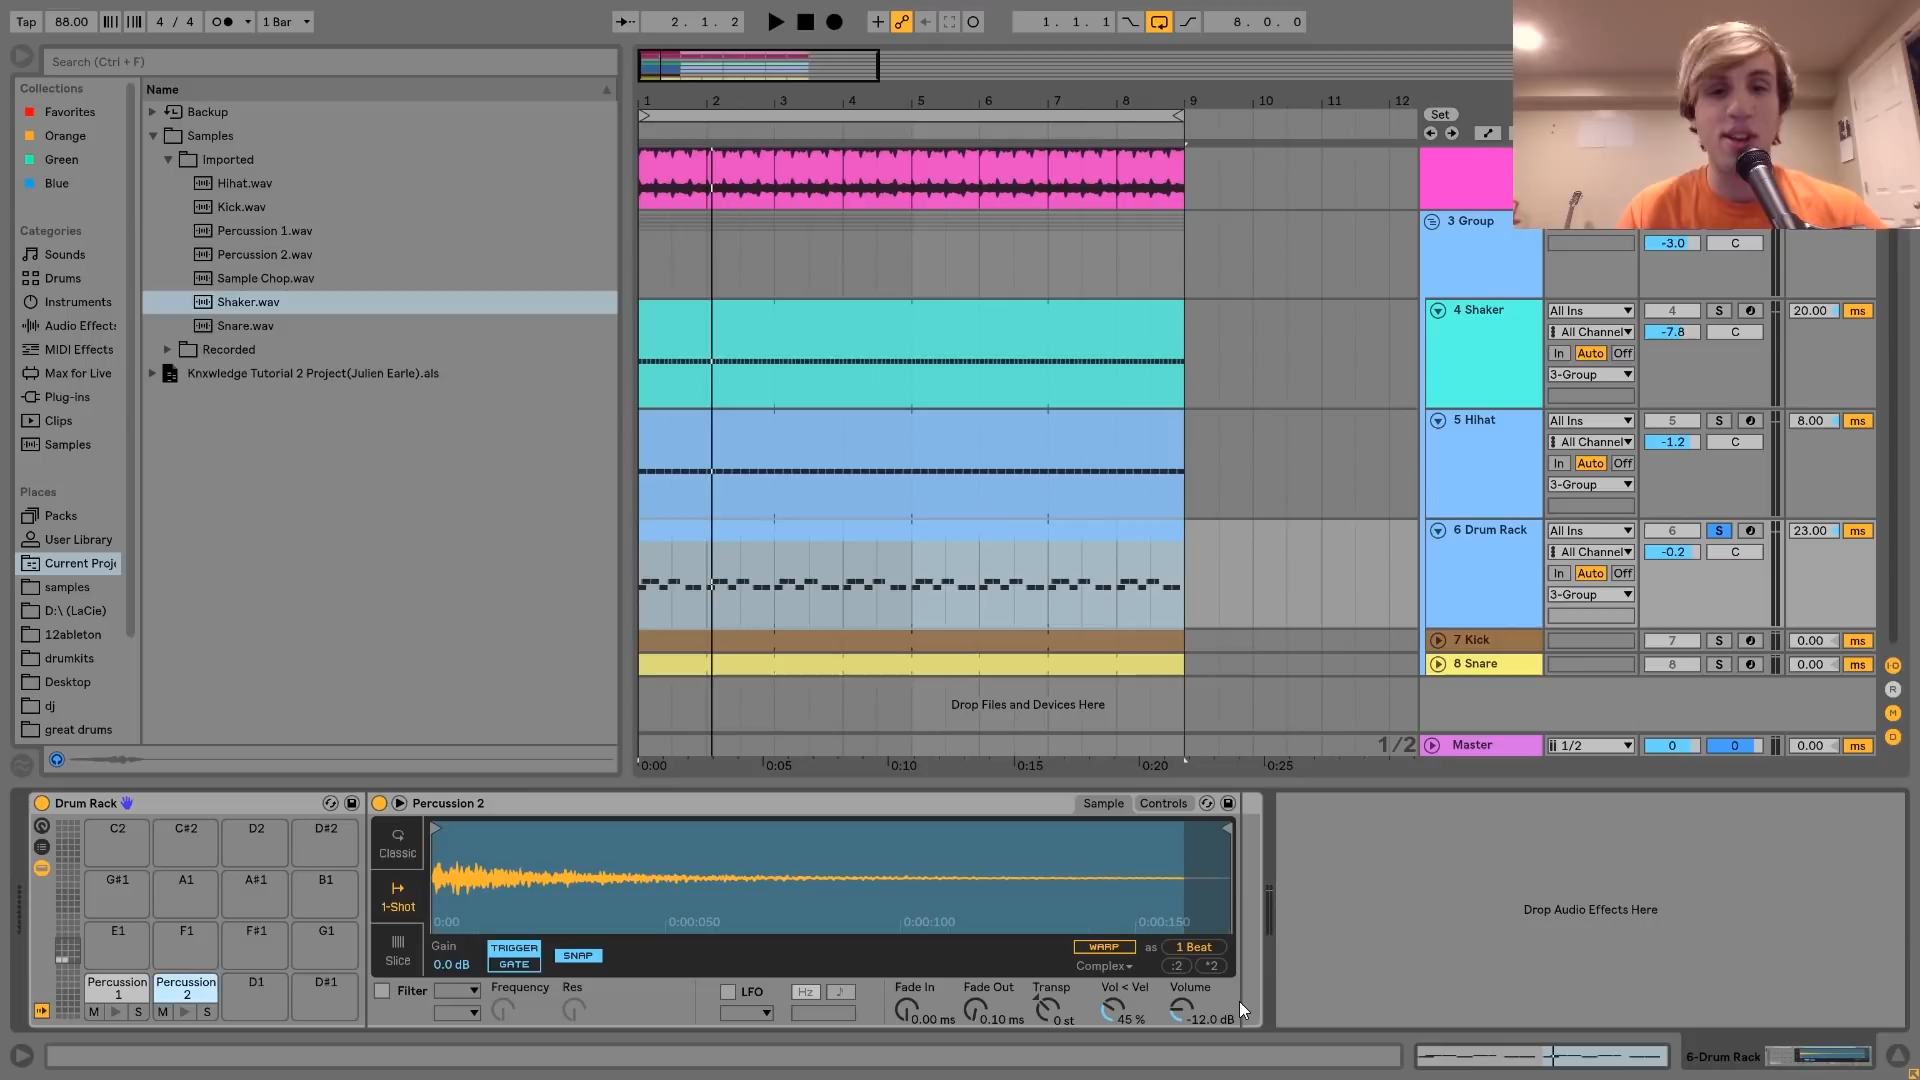 Tap 88.00 4 / 4 1 Bar 2. 1. 2 1. 1. 1 8. 0. 0
Search (Ctrl + F)
Collections
Favorites
Orange
Green
Blue
Categories
Sounds
Drums
Instruments
Audio Effects
MIDI Effects
Max for Live
Plug-ins
Clips
Samples
Places
Packs
User Library
Current Proje
samples
D:\ (LaCie)
12ableton
drumkits
Desktop
dj
great drums
Name
Backup
Samples
Imported
Hihat.wav
Kick.wav
Percussion 1.wav
Percussion 2.wav
Sample Chop.wav
Shaker.wav
Snare.wav
Recorded
Knxwledge Tutorial 2 Project(Julien Earle).als
1 2 3 4 5 6 7 8 9 10 11 12
Set
3 Group
-3.0 C
4 Shaker All Ins 4 S 20.00 ms
All Channel -7.8 C
In Auto Off
3-Group
5 Hihat All Ins 5 S 8.00 ms
All Channel -1.2 C
In Auto Off
3-Group
6 Drum Rack All Ins 6 S 23.00 ms
All Channel -0.2 C
In Auto Off
3-Group
7 Kick 7 S 0.00 ms
8 Snare 8 S 0.00 ms
I-O
R
M
D
Drop Files and Devices Here
1/2 Master 1/2 0 0 0.00 ms
0:00 0:05 0:10 0:15 0:20 0:25
Drum Rack
C2 C#2 D2 D#2
G#1 A1 A#1 B1
E1 F1 F#1 G1
Percussion 1 Percussion 2 D1 D#1
M S M S
Percussion 2 Sample Controls
Classic
1-Shot
Slice
0:00 0:00:050 0:00:100 0:00:150
Gain TRIGGER SNAP WARP as 1 Beat
0.0 dB GATE Complex :2 *2
Filter Frequency Res LFO Hz Fade In Fade Out Transp Vol < Vel Volume
0.00 ms 0.10 ms 0 st 45 % -12.0 dB
Drop Audio Effects Here
6-Drum Rack